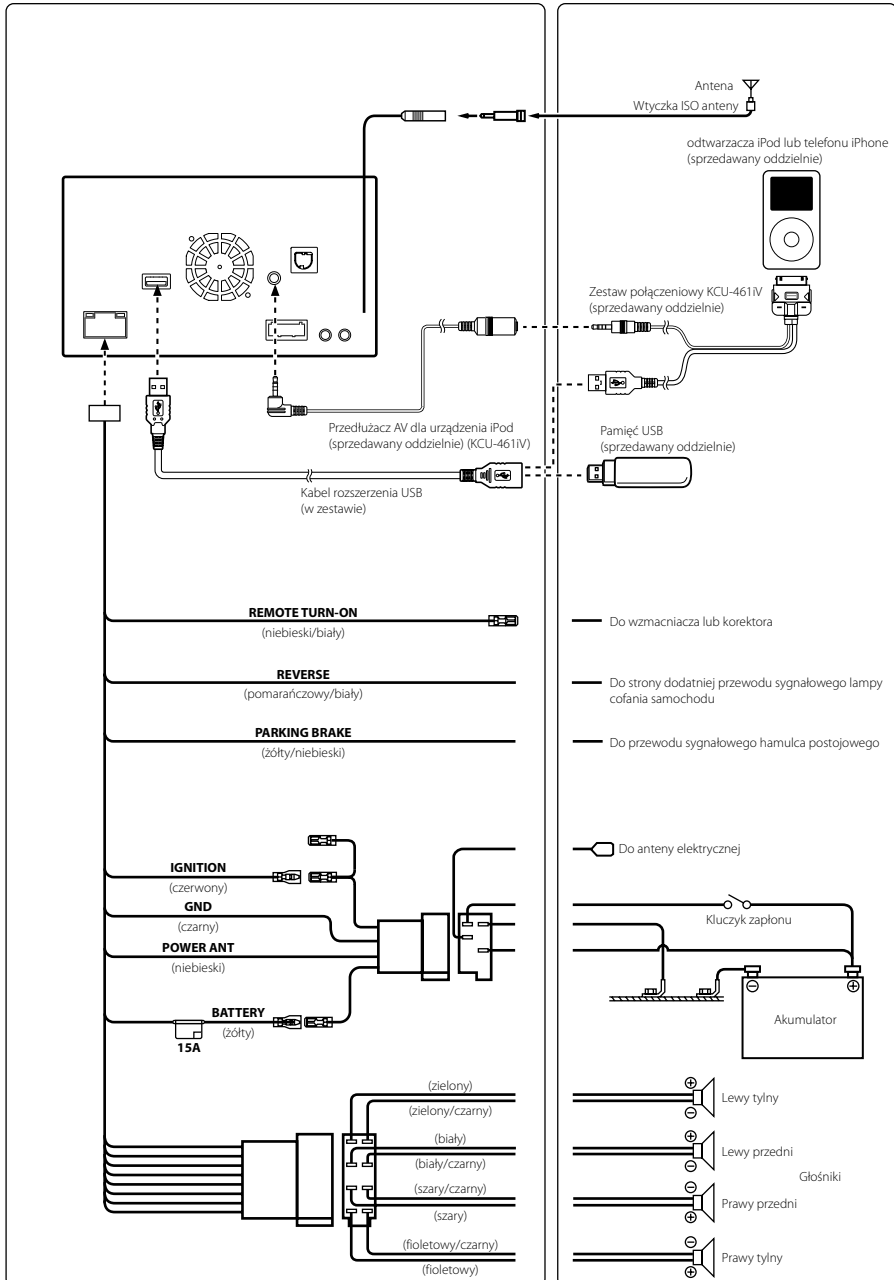 Antena
Wtyczka ISO anteny
odtwarzacza iPod lub telefonu iPhone
(sprzedawany oddzielnie)
Zestaw połączeniowy KCU-461iV
(sprzedawany oddzielnie)
Przedłużacz AV dla urządzenia iPod
(sprzedawany oddzielnie) (KCU-461iV)
Pamięć USB
(sprzedawany oddzielnie)
Kabel rozszerzenia USB
(w zestawie)
REMOTE TURN-ON
(niebieski/biały)
Do wzmacniacza lub korektora
REVERSE
(pomarańczowy/biały)
Do strony dodatniej przewodu sygnałowego lampy
cofania samochodu
PARKING BRAKE
(żółty/niebieski)
Do przewodu sygnałowego hamulca postojowego
Do anteny elektrycznej
IGNITION
(czerwony)
GND
(czarny)
Kluczyk zapłonu
POWER ANT
(niebieski)
BATTERY
(żółty)
15A
Akumulator
(zielony)
(zielony/czarny)
Lewy tylny
(biały)
(biały/czarny)
Lewy przedni
Głośniki
(szary/czarny)
(szary)
Prawy przedni
(fioletowy/czarny)
(fioletowy)
Prawy tylny